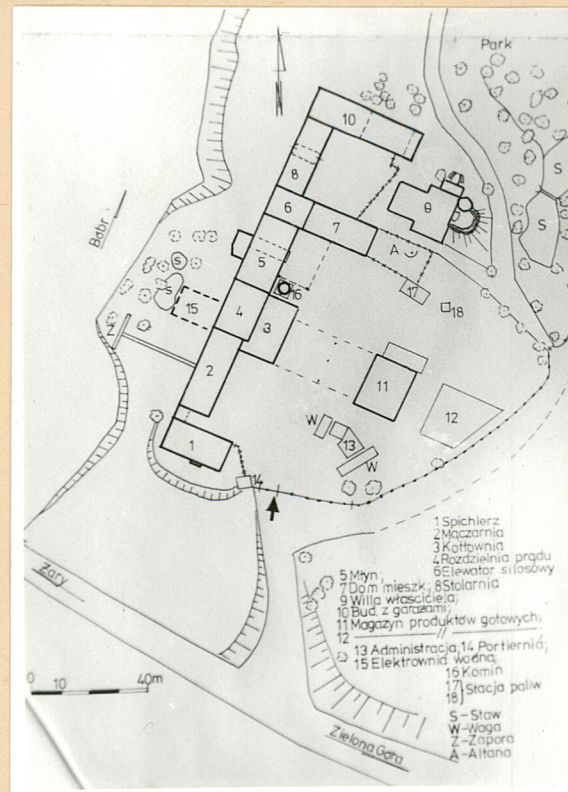 Park
10
8
6
7
9
S
S
Bóbr
A
5
S
S
16
17
18
15
4
3
Z
2
11
12
W
13
W
1
14
1 Spichlerz
2 Mączarnia
3 Kotłownia
4 Rozdzielnia prądu
5 Młyn; 6 Elewator silosowy
7 Dom mieszk; 8 Stolarnia
9 Willa właściciela;
10 Bud. z garażami;
11 Magazyn produktów gotowych;
12 —— // ——
13 Administracja; 14 Portiernia;
15 Elektrownia wodna;
16 Komin
17 } Stacja paliw
18
S - Staw
W - Waga
Z - Zapora
A - Altana
Żary
0 10 40m
Zielona Góra
N